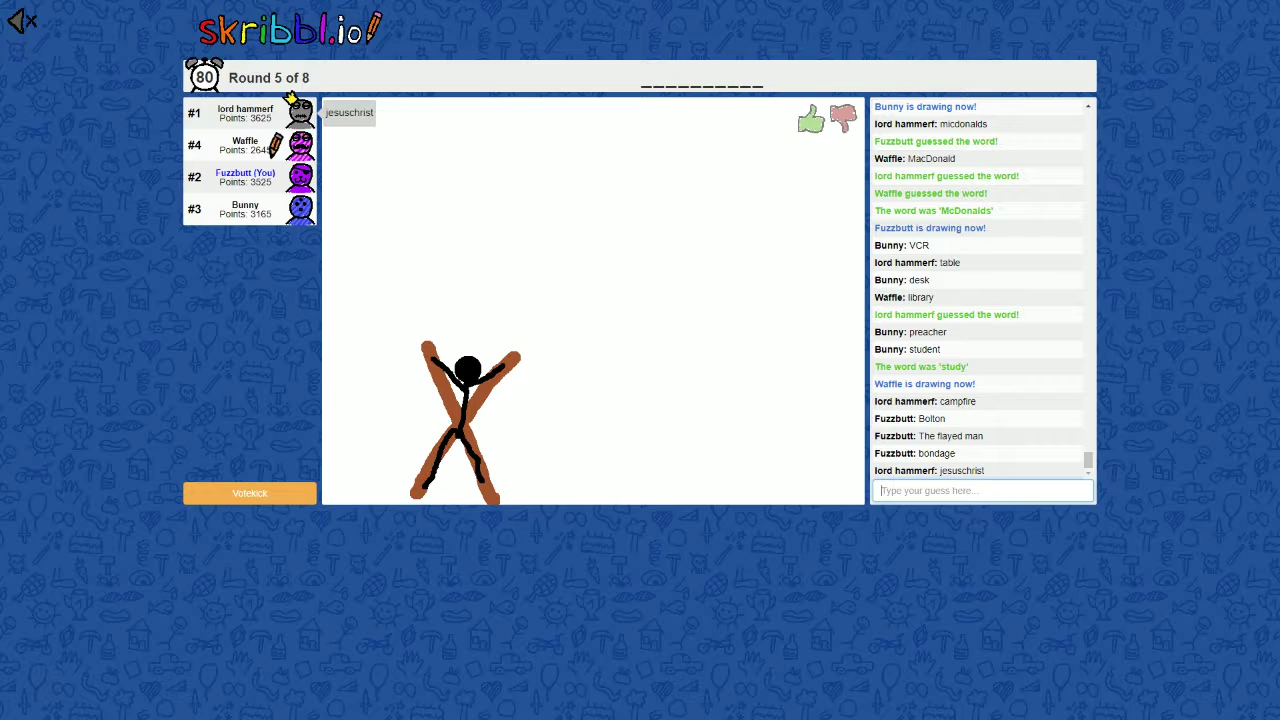 skribbl.io
80
Round 5 of 8
__________
#1
lord hammerf
Points: 3625
#4
Waffle
Points: 2645
#2
Fuzzbutt (You)
Points: 3525
#3
Bunny
Points: 3165
Votekick
jesuschrist
Bunny is drawing now!
lord hammerf: micdonalds
Fuzzbutt guessed the word!
Waffle: MacDonald
lord hammerf guessed the word!
Waffle guessed the word!
The word was 'McDonalds'
Fuzzbutt is drawing now!
Bunny: VCR
lord hammerf: table
Bunny: desk
Waffle: library
lord hammerf guessed the word!
Bunny: preacher
Bunny: student
The word was 'study'
Waffle is drawing now!
lord hammerf: campfire
Fuzzbutt: Bolton
Fuzzbutt: The flayed man
Fuzzbutt: bondage
lord hammerf: jesuschrist
Type your guess here...